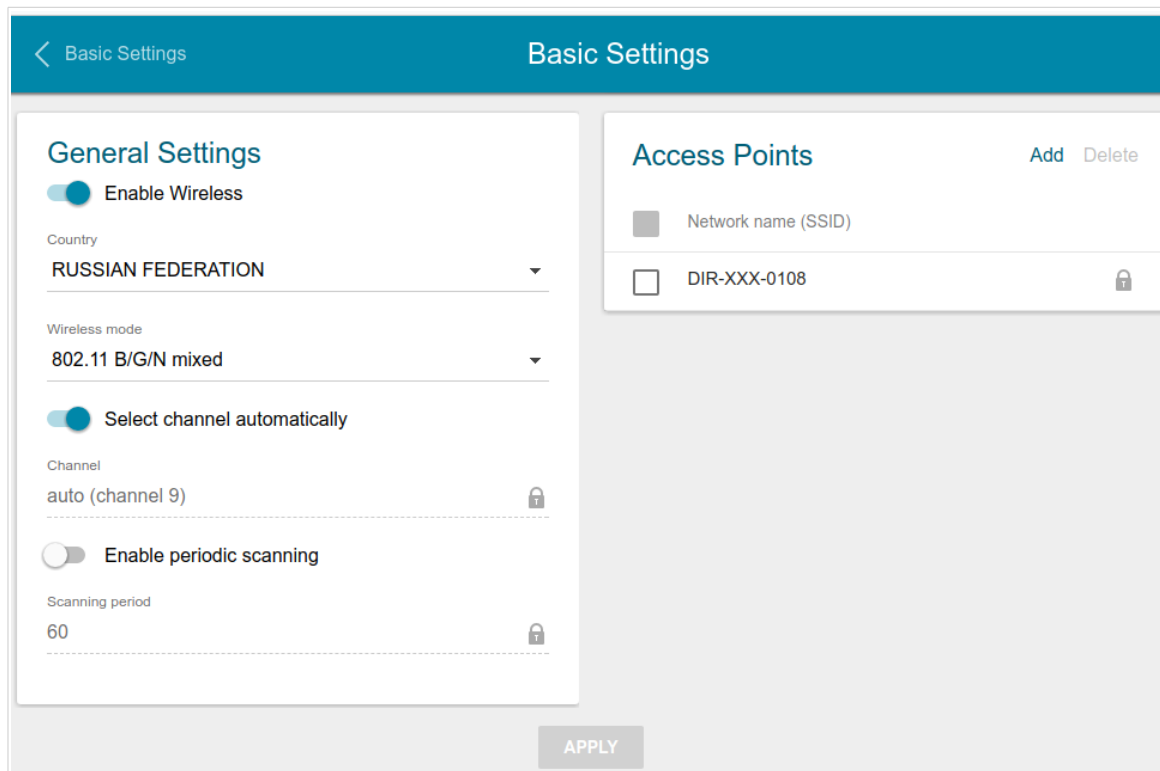 Basic Settings
Basic Settings
General Settings
Enable Wireless
Country
RUSSIAN FEDERATION
Wireless mode
802.11 B/G/N mixed
Select channel automatically
Channel
auto (channel 9)
Enable periodic scanning
Scanning period
60
Access Points
Add Delete
Network name (SSID)
DIR-XXX-0108
APPLY